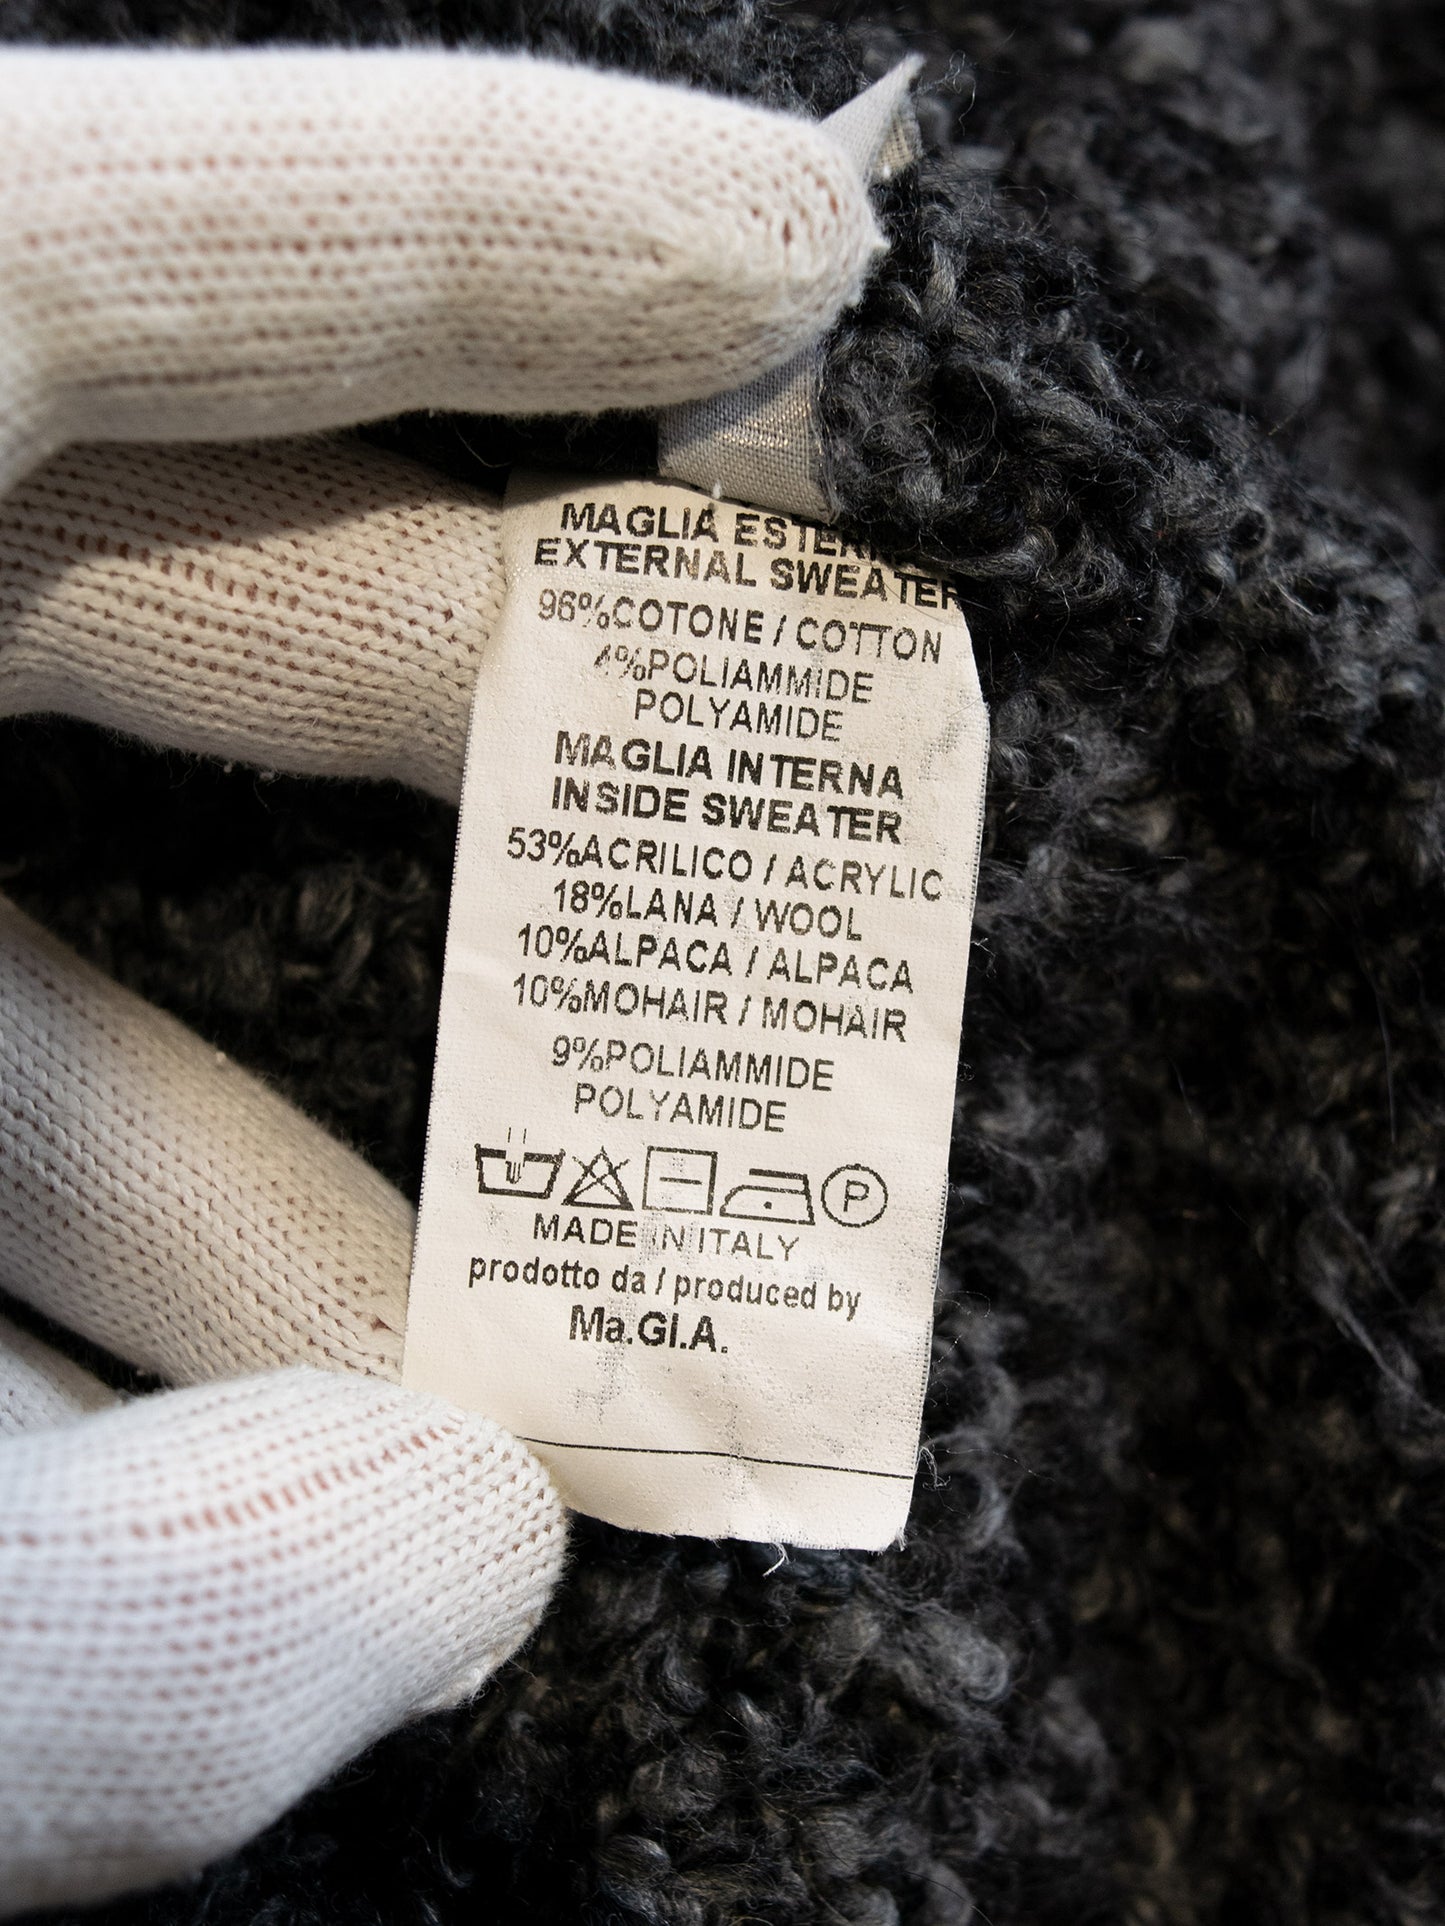 MAGLIA ESTERNA
EXTERNAL SWEATER
96%COTONE / COTTON
4%POLIAMMIDE
POLYAMIDE
MAGLIA INTERNA
INSIDE SWEATER
53%ACRILICO / ACRYLIC
18%LANA / WOOL
10%ALPACA / ALPACA
10%MOHAIR / MOHAIR
9%POLIAMMIDE
POLYAMIDE
P
MADE IN ITALY
prodotto da / produced by
Ma.GI.A.